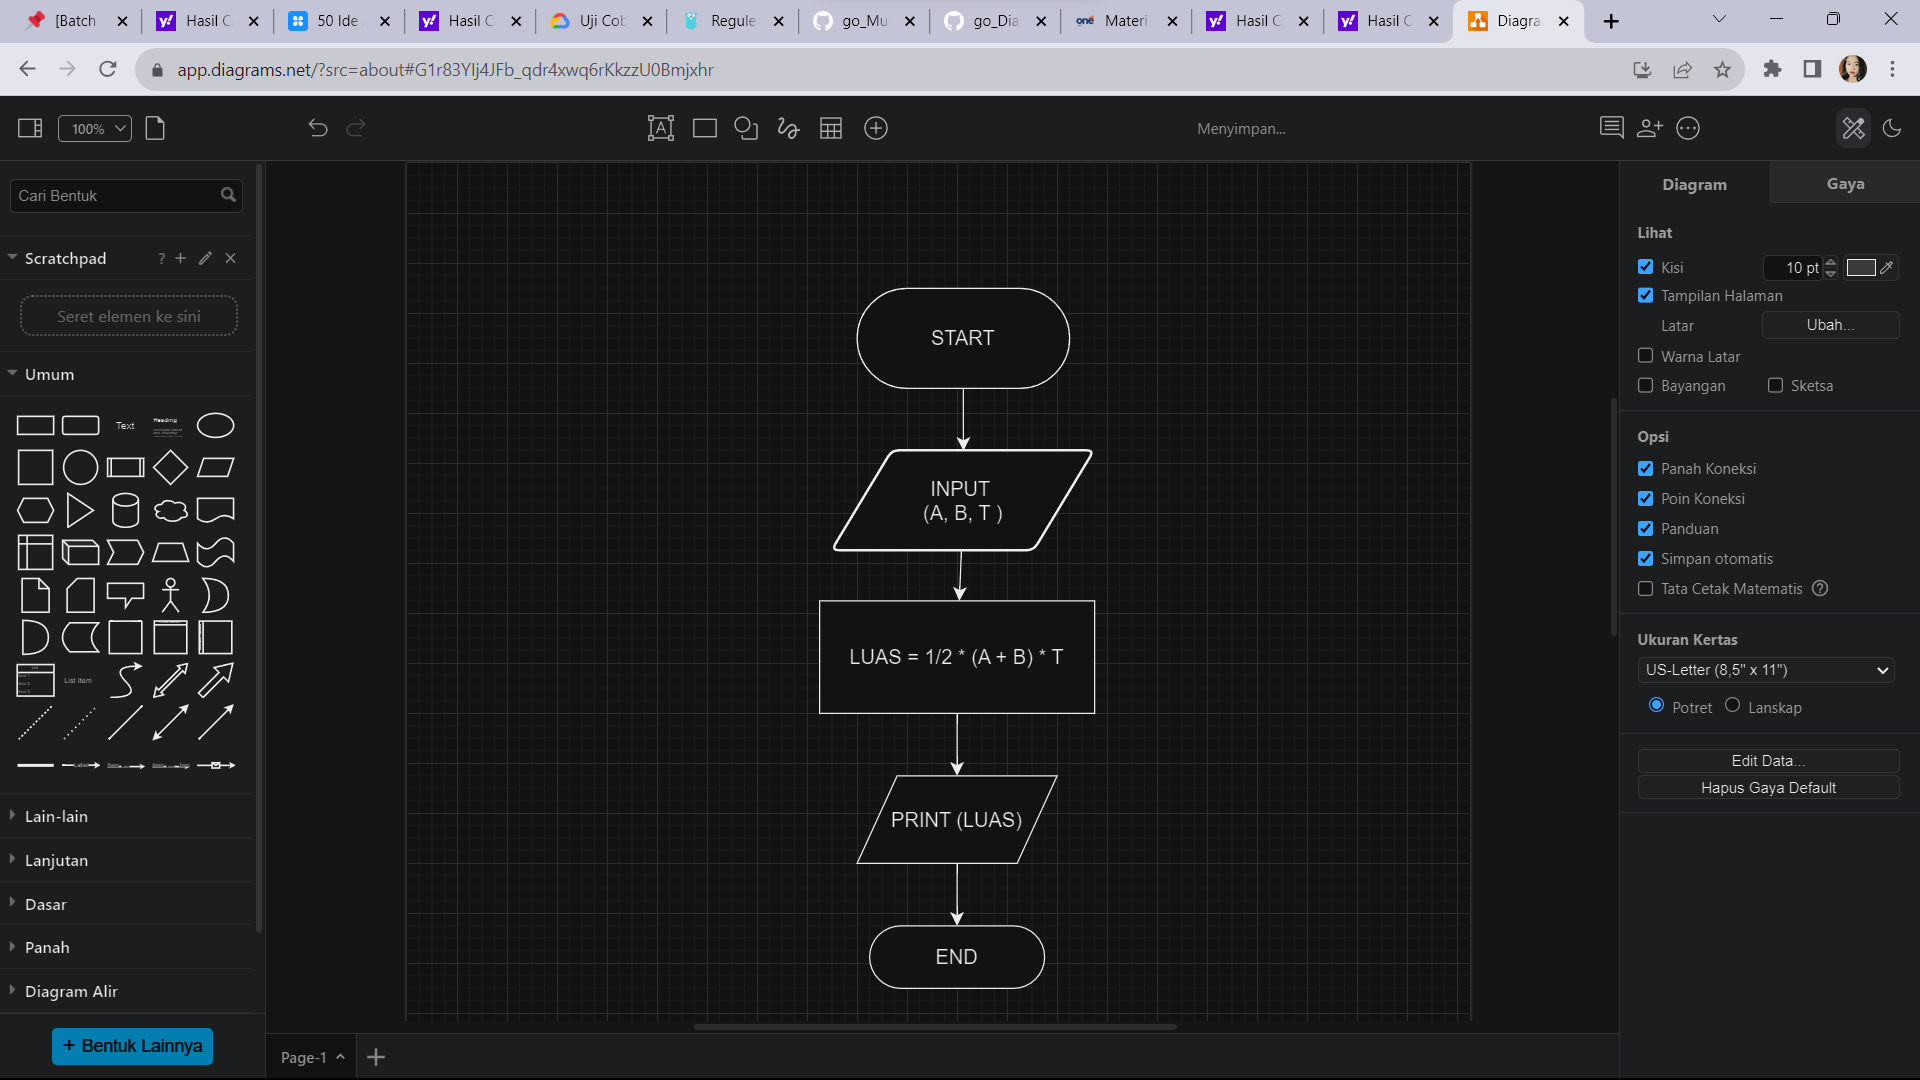 [Batch
Hasil C
50 Ide
Hasil C
Uji Cob
Regule
go_Mu
go_Dia
Materi
Hasil C
Hasil C
Diagra
app.diagrams.net/?src=about#G1r83YIj4JFb_qdr4xwq6rKkzzU0Bmjxhr
100%
Menyimpan...
Cari Bentuk
Scratchpad
?
Seret elemen ke sini
Umum
Text
Heading
List Item
Label
Lain-lain
Lanjutan
Dasar
Panah
Diagram Alir
+ Bentuk Lainnya
START
INPUT
(A, B, T )
LUAS = 1/2 * (A + B) * T
PRINT (LUAS)
END
Page-1
Diagram
Gaya
Lihat
Kisi
10 pt
Tampilan Halaman
Latar
Ubah...
Warna Latar
Bayangan
Sketsa
Opsi
Panah Koneksi
Poin Koneksi
Panduan
Simpan otomatis
Tata Cetak Matematis
Ukuran Kertas
US-Letter (8,5" x 11")
Potret
Lanskap
Edit Data...
Hapus Gaya Default